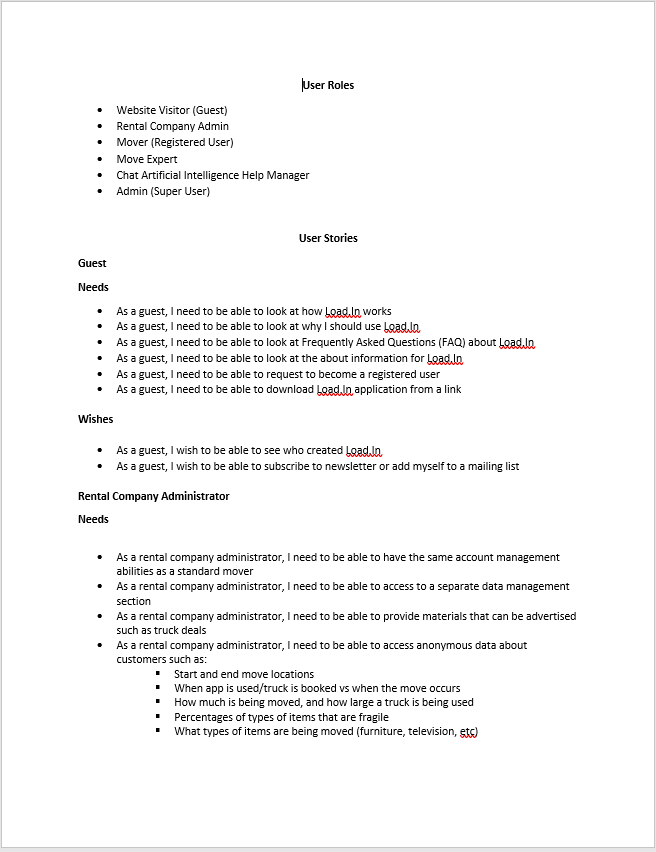 User Roles
• Website Visitor (Guest)
• Rental Company Admin
• Mover (Registered User)
• Move Expert
• Chat Artificial Intelligence Help Manager
• Admin (Super User)
User Stories
Guest
Needs
• As a guest, I need to be able to look at how Load.In works
• As a guest, I need to be able to look at why I should use Load.In
• As a guest, I need to be able to look at Frequently Asked Questions (FAQ) about Load.In
• As a guest, I need to be able to look at the about information for Load.In
• As a guest, I need to be able to request to become a registered user
• As a guest, I need to be able to download Load.In application from a link
Wishes
• As a guest, I wish to be able to see who created Load.In
• As a guest, I wish to be able to subscribe to newsletter or add myself to a mailing list
Rental Company Administrator
Needs
• As a rental company administrator, I need to be able to have the same account management
abilities as a standard mover
• As a rental company administrator, I need to be able to access to a separate data management
section
• As a rental company administrator, I need to be able to provide materials that can be advertised
such as truck deals
• As a rental company administrator, I need to be able to access anonymous data about
customers such as:
▪ Start and end move locations
▪ When app is used/truck is booked vs when the move occurs
▪ How much is being moved, and how large a truck is being used
▪ Percentages of types of items that are fragile
▪ What types of items are being moved (furniture, television, etc)